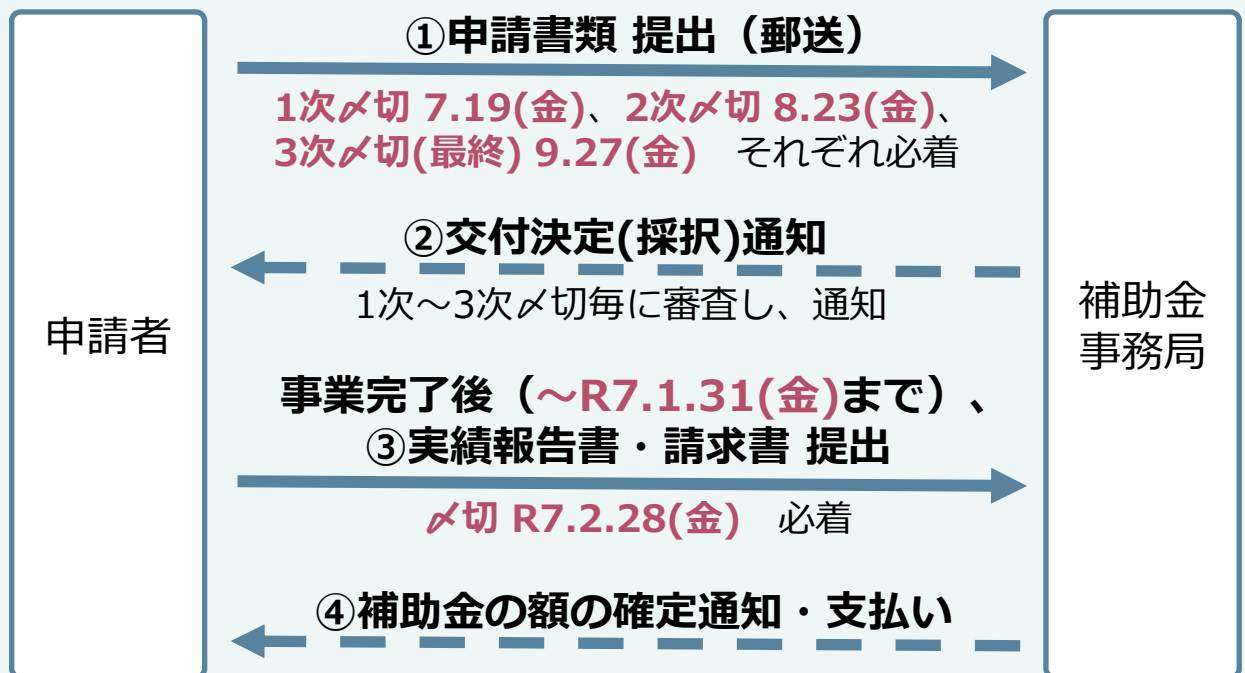 ①申請書類 提出（郵送）
1次〆切 7.19(金)、2次〆切 8.23(金)、
3次〆切(最終) 9.27(金)　それぞれ必着
②交付決定(採択)通知
1次～3次〆切毎に審査し、通知
申請者
補助金
事務局
事業完了後（～R7.1.31(金)まで）、
③実績報告書・請求書 提出
〆切 R7.2.28(金)　必着
④補助金の額の確定通知・支払い